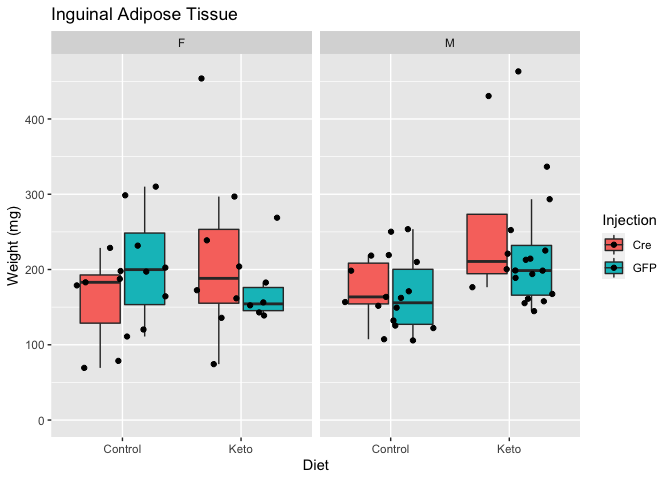 Inguinal Adipose Tissue
F
M
Weight (mg)
400
300
200
100
0
Control
Keto
Control
Keto
Diet
Injection
Cre
GFP